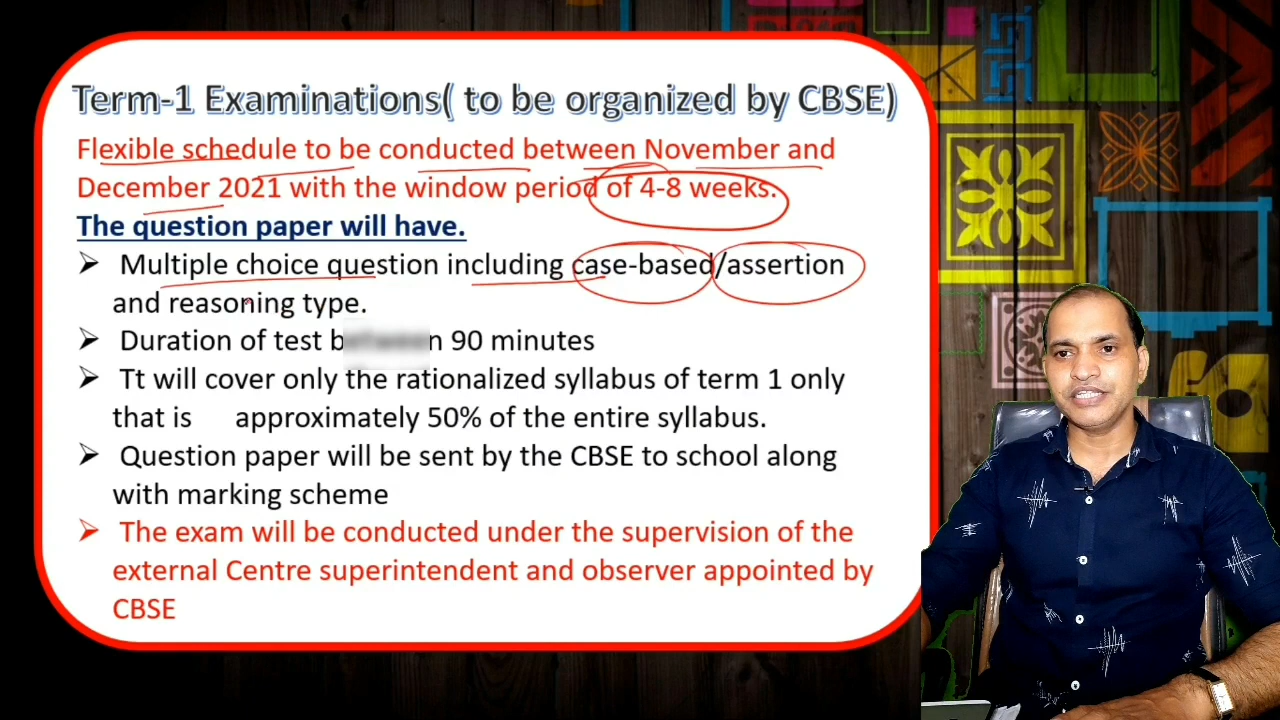 Term-1 Examinations( to be organized by CBSE)
Flexible schedule to be conducted between November and
December 2021 with the window period of 4-8 weeks.
The question paper will have.
➢ Multiple choice question including case-based/assertion
and reasoning type.
➢ Duration of test 90 minutes
➢ Tt will cover only the rationalized syllabus of term 1 only
that is approximately 50% of the entire syllabus.
➢ Question paper will be sent by the CBSE to school along
with marking scheme
➢ The exam will be conducted under the supervision of the
external Centre superintendent and observer appointed by
CBSE